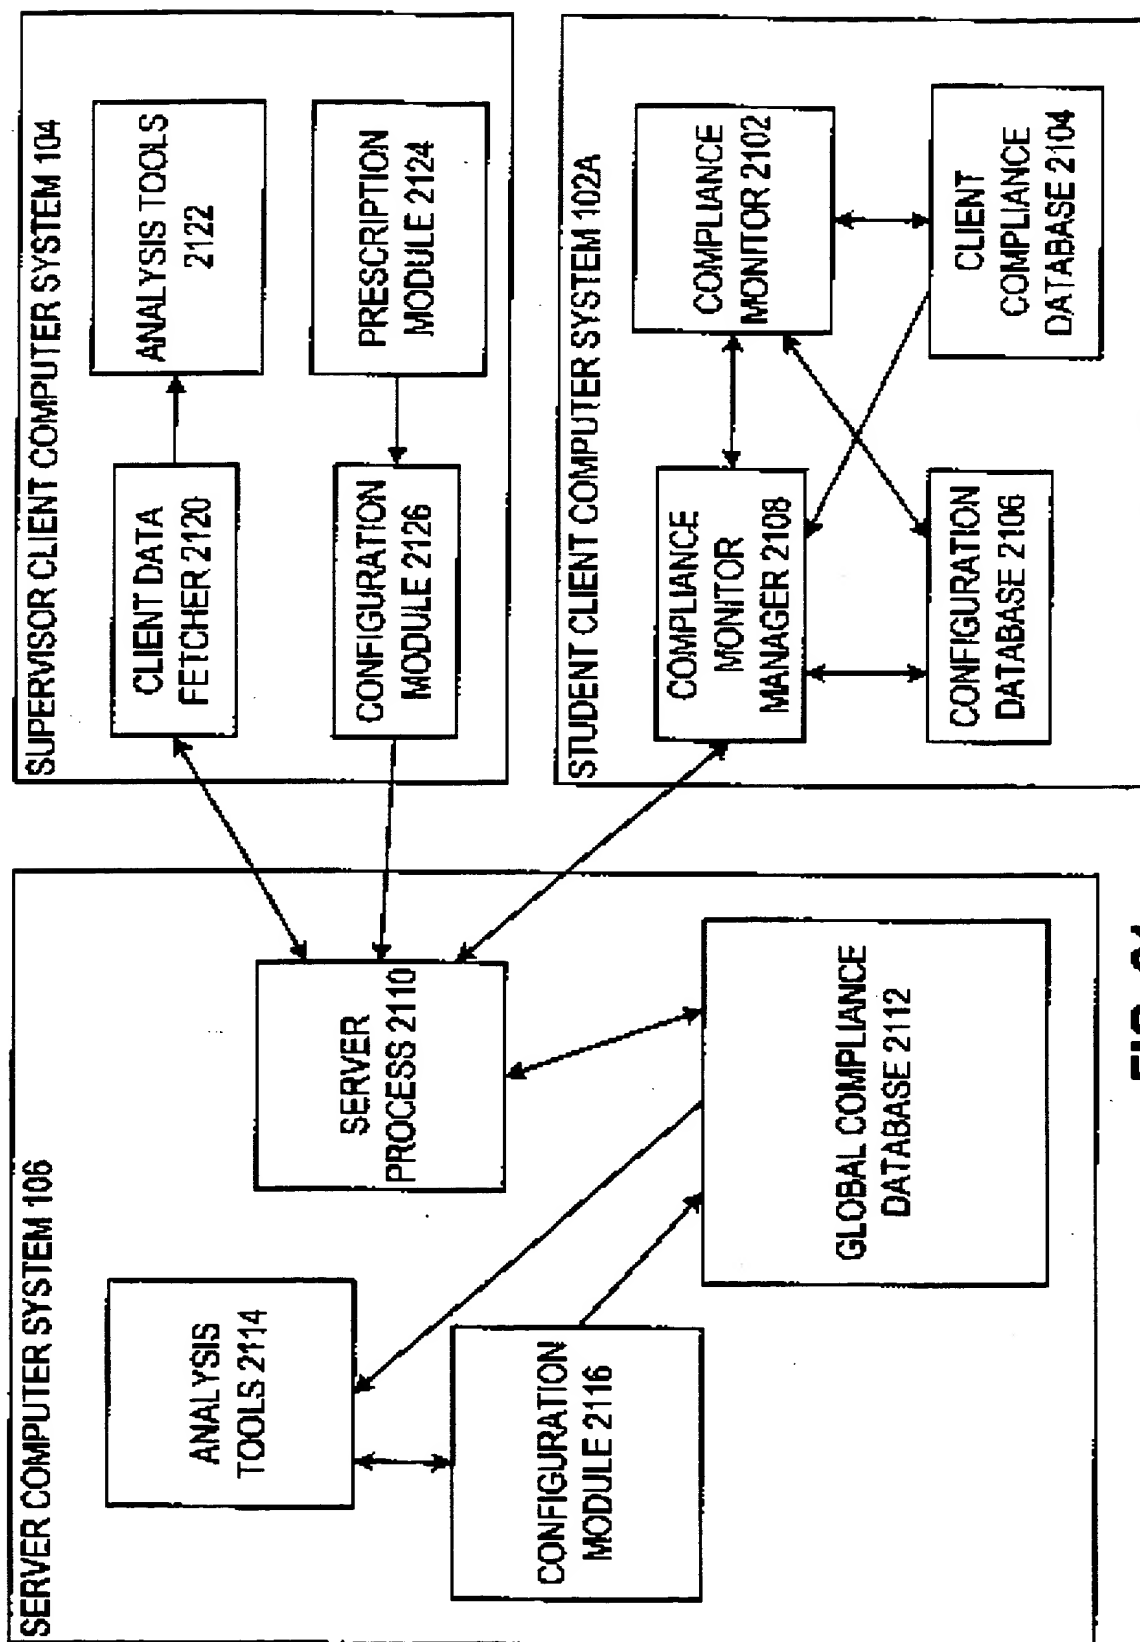 SERVER COMPUTER SYSTEM 106
ANALYSIS
TOOLS 2114
CONFIGURATION
MODULE 2116
SERVER
PROCESS 2110
GLOBAL COMPLIANCE
DATABASE 2112
SUPERVISOR CLIENT COMPUTER SYSTEM 104
CLIENT DATA
FETCHER 2120
ANALYSIS TOOLS
2122
CONFIGURATION
MODULE 2126
PRESCRIPTION
MODULE 2124
STUDENT CLIENT COMPUTER SYSTEM 102A
COMPLIANCE
MONITOR
MANAGER 2108
COMPLIANCE
MONITOR 2102
CONFIGURATION
DATABASE 2106
CLIENT
COMPLIANCE
DATABASE 2104